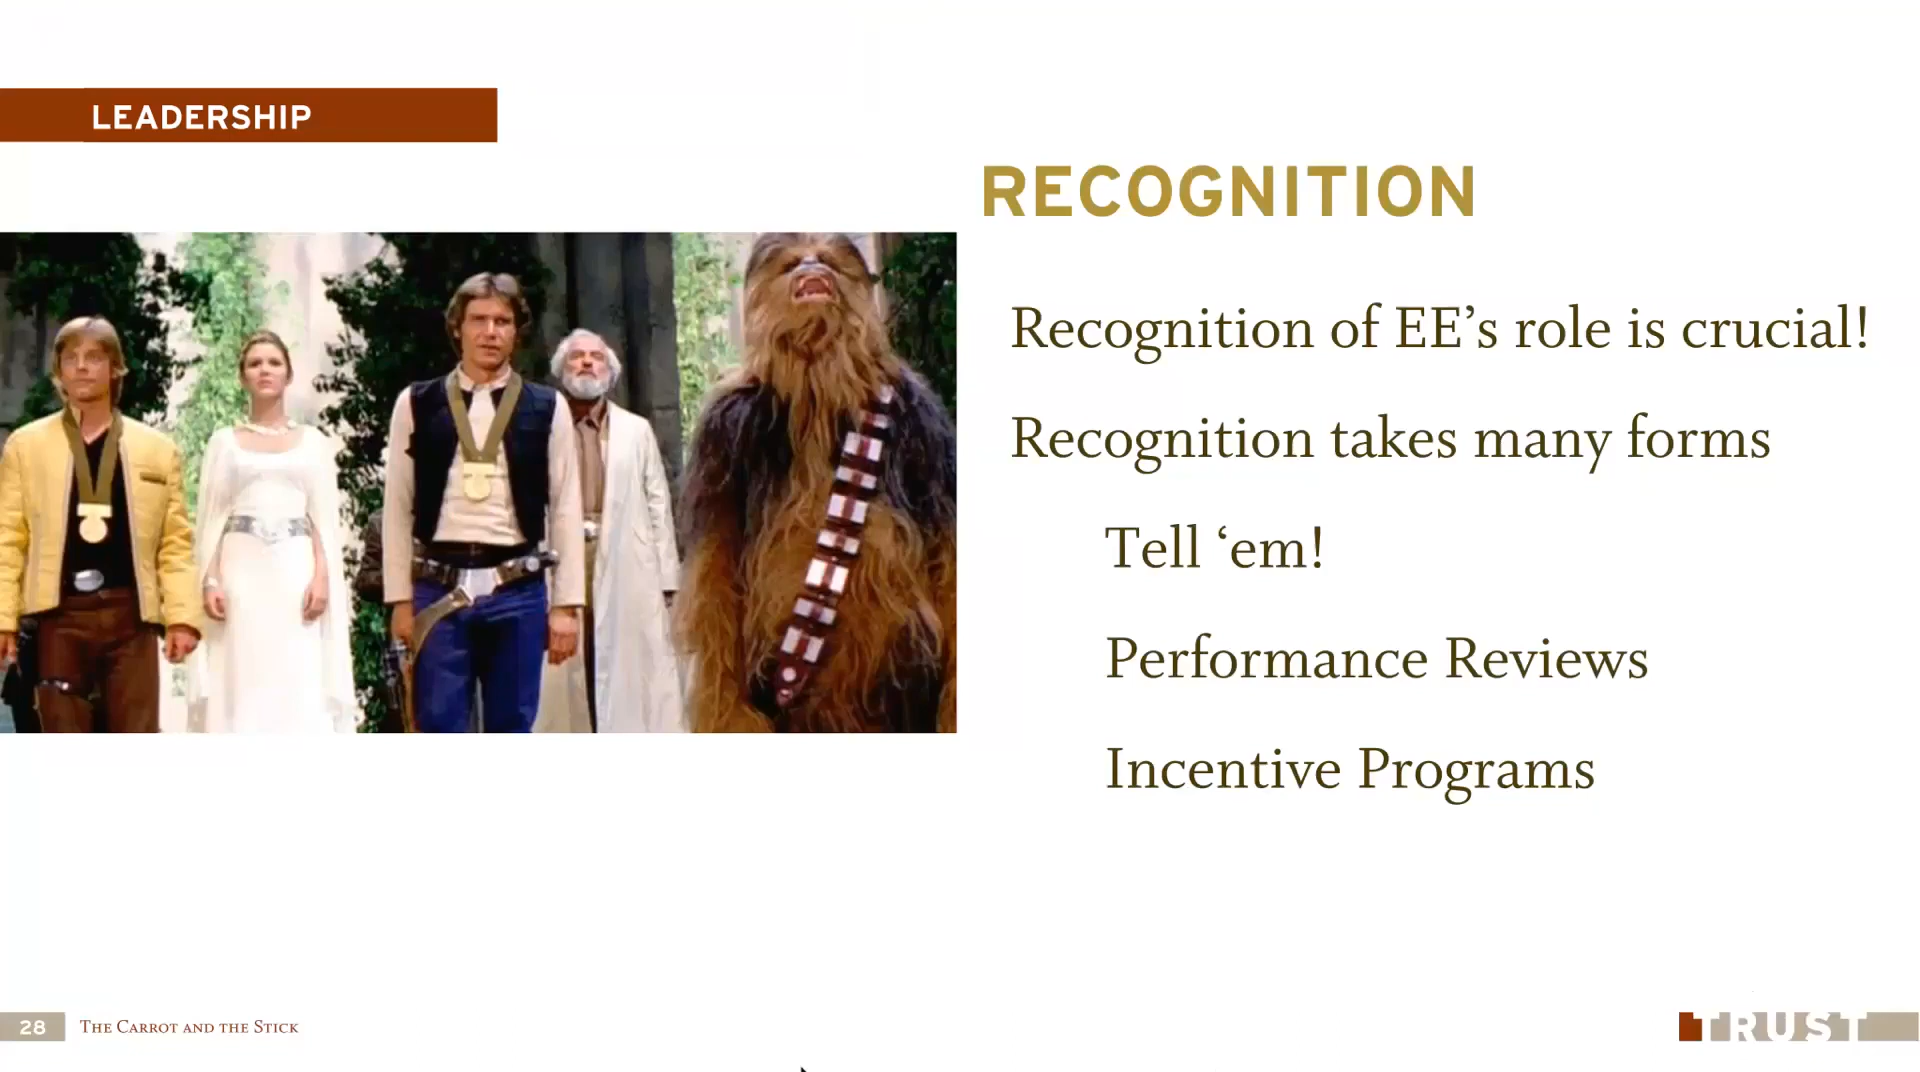 LEADERSHIP
RECOGNITION
Recognition of EE’s role is crucial!
Recognition takes many forms
Tell ‘em!
Performance Reviews
Incentive Programs
28 The Carrot and the Stick
TRUST